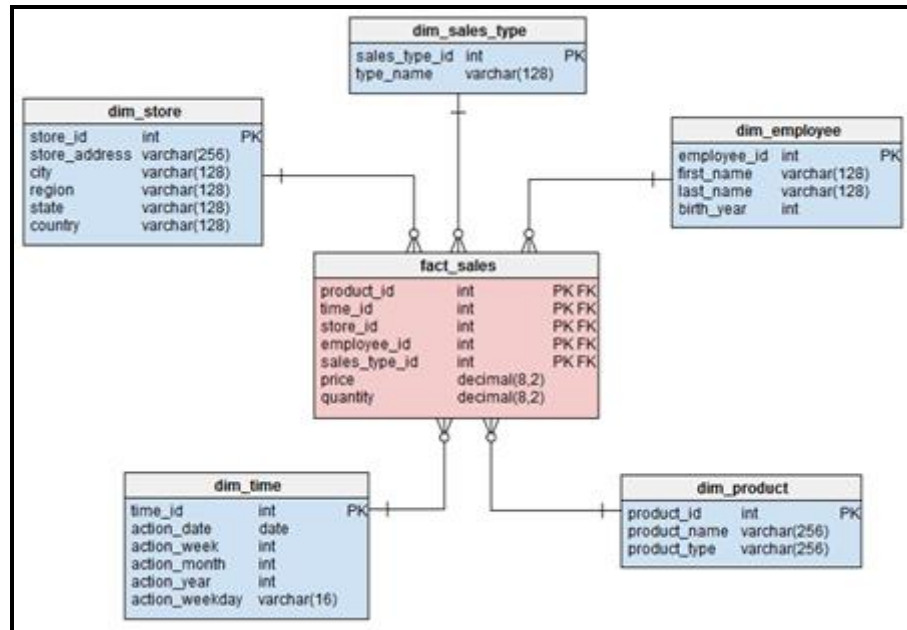 dim_sales_type
sales_type_id int PK
type_name varchar(128)
dim_store
store_id int PK
store_address varchar(256)
city varchar(128)
region varchar(128)
state varchar(128)
country varchar(128)
dim_employee
employee_id int PK
first_name varchar(128)
last_name varchar(128)
birth_year int
fact_sales
product_id int PK FK
time_id int PK FK
store_id int PK FK
employee_id int PK FK
sales_type_id int PK FK
price decimal(8,2)
quantity decimal(8,2)
dim_time
time_id int PK
action_date date
action_week int
action_month int
action_year int
action_weekday varchar(16)
dim_product
product_id int PK
product_name varchar(256)
product_type varchar(256)